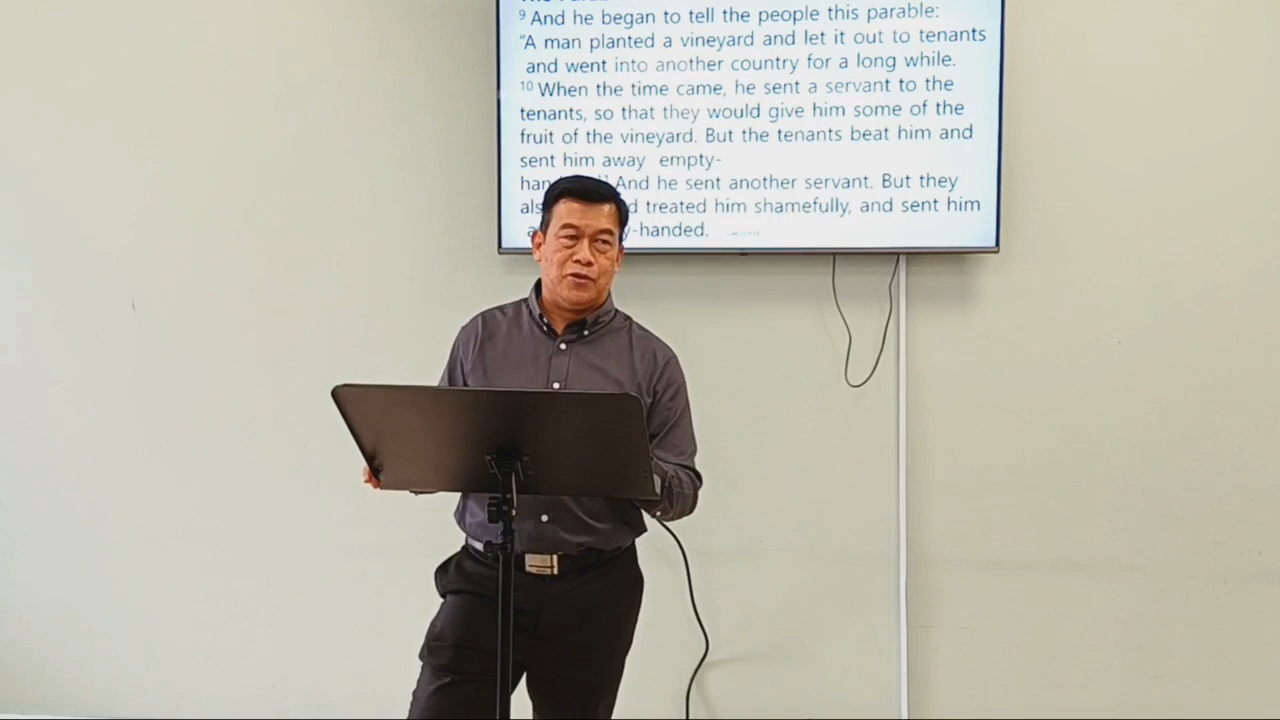 9 And he began to tell the people this parable:
“A man planted a vineyard and let it out to tenants
and went into another country for a long while.
10 When the time came, he sent a servant to the
tenants, so that they would give him some of the
fruit of the vineyard. But the tenants beat him and
sent him away empty-
And he sent another servant. But they
treated him shamefully, and sent him
-handed.